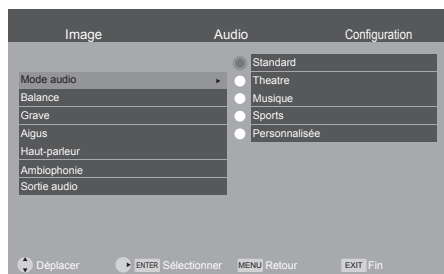 Image Audio Configuration
Standard
Mode audio Theatre
Balance Musique
Grave Sports
Aigus Personnalisée
Haut-parleur
Ambiophonie
Sortie audio
Déplacer ENTER Sélectionner MENU Retour EXIT Fin